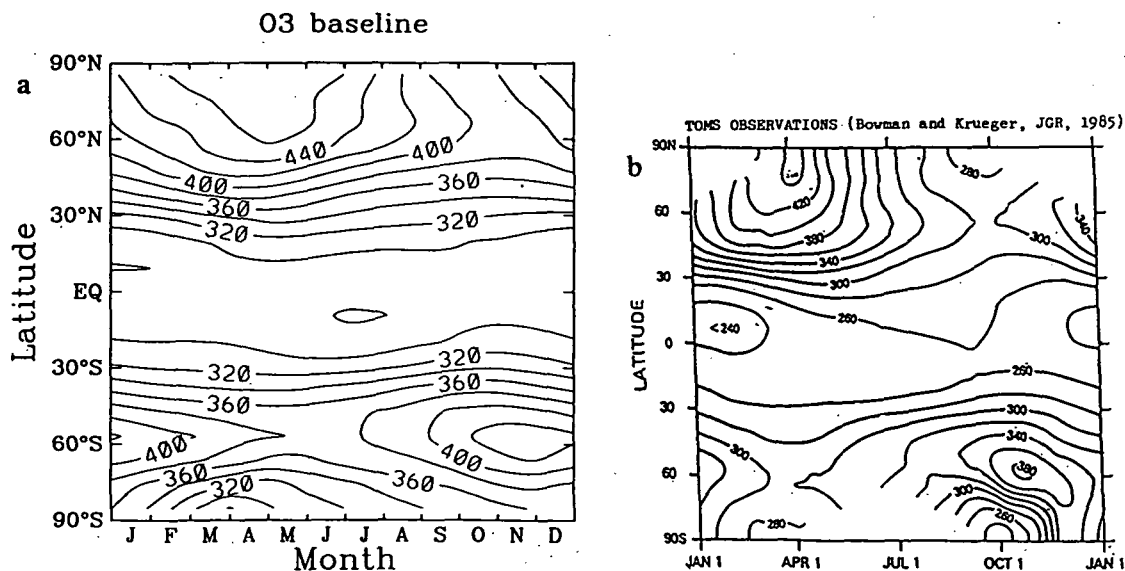 O3 baseline
a
90°N
60°N
30°N
EQ
30°S
60°S
90°S
Latitude
440
400
400
360
360
320
320
320
320
360
360
400
400
360
360
320
J F M A M J J A S O N D
Month
TOMS OBSERVATIONS (Bowman and Krueger, JGR, 1985)
b
90N
60
30
0
30
60
90S
LATITUDE
280
420
380
340
340
300
300
260
<240
260
300
300
340
380
300
260
280
JAN 1 APR 1 JUL 1 OCT 1 JAN 1